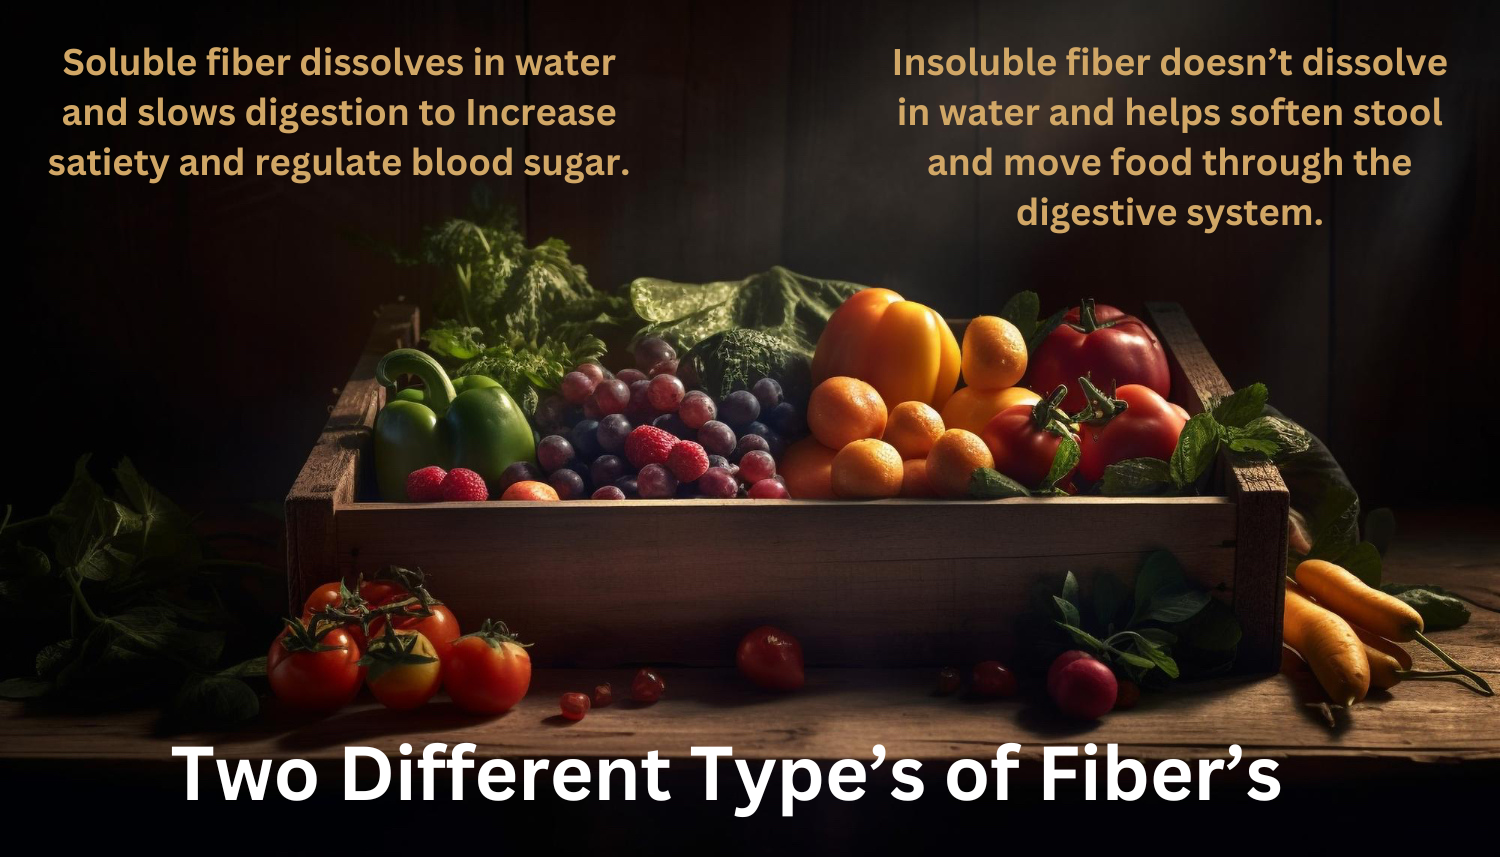 Soluble fiber dissolves in water
and slows digestion to Increase
satiety and regulate blood sugar.
Insoluble fiber doesn’t dissolve
in water and helps soften stool
and move food through the
digestive system.
Two Different Type’s of Fiber’s